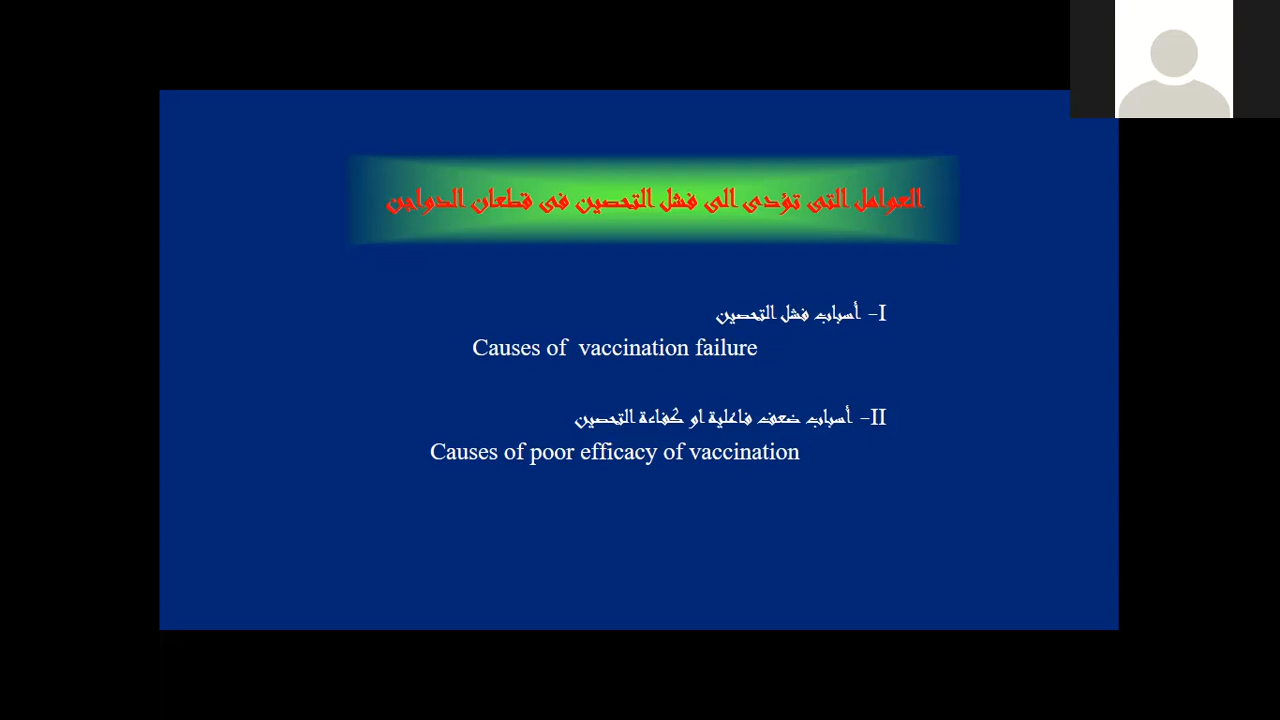 العوامل التى تؤدى الى فشل التحصين فى قطعان الدواجن
I- أسباب فشل التحصين
Causes of vaccination failure
II- أسباب ضعف فاعلية او كفاءة التحصين
Causes of poor efficacy of vaccination